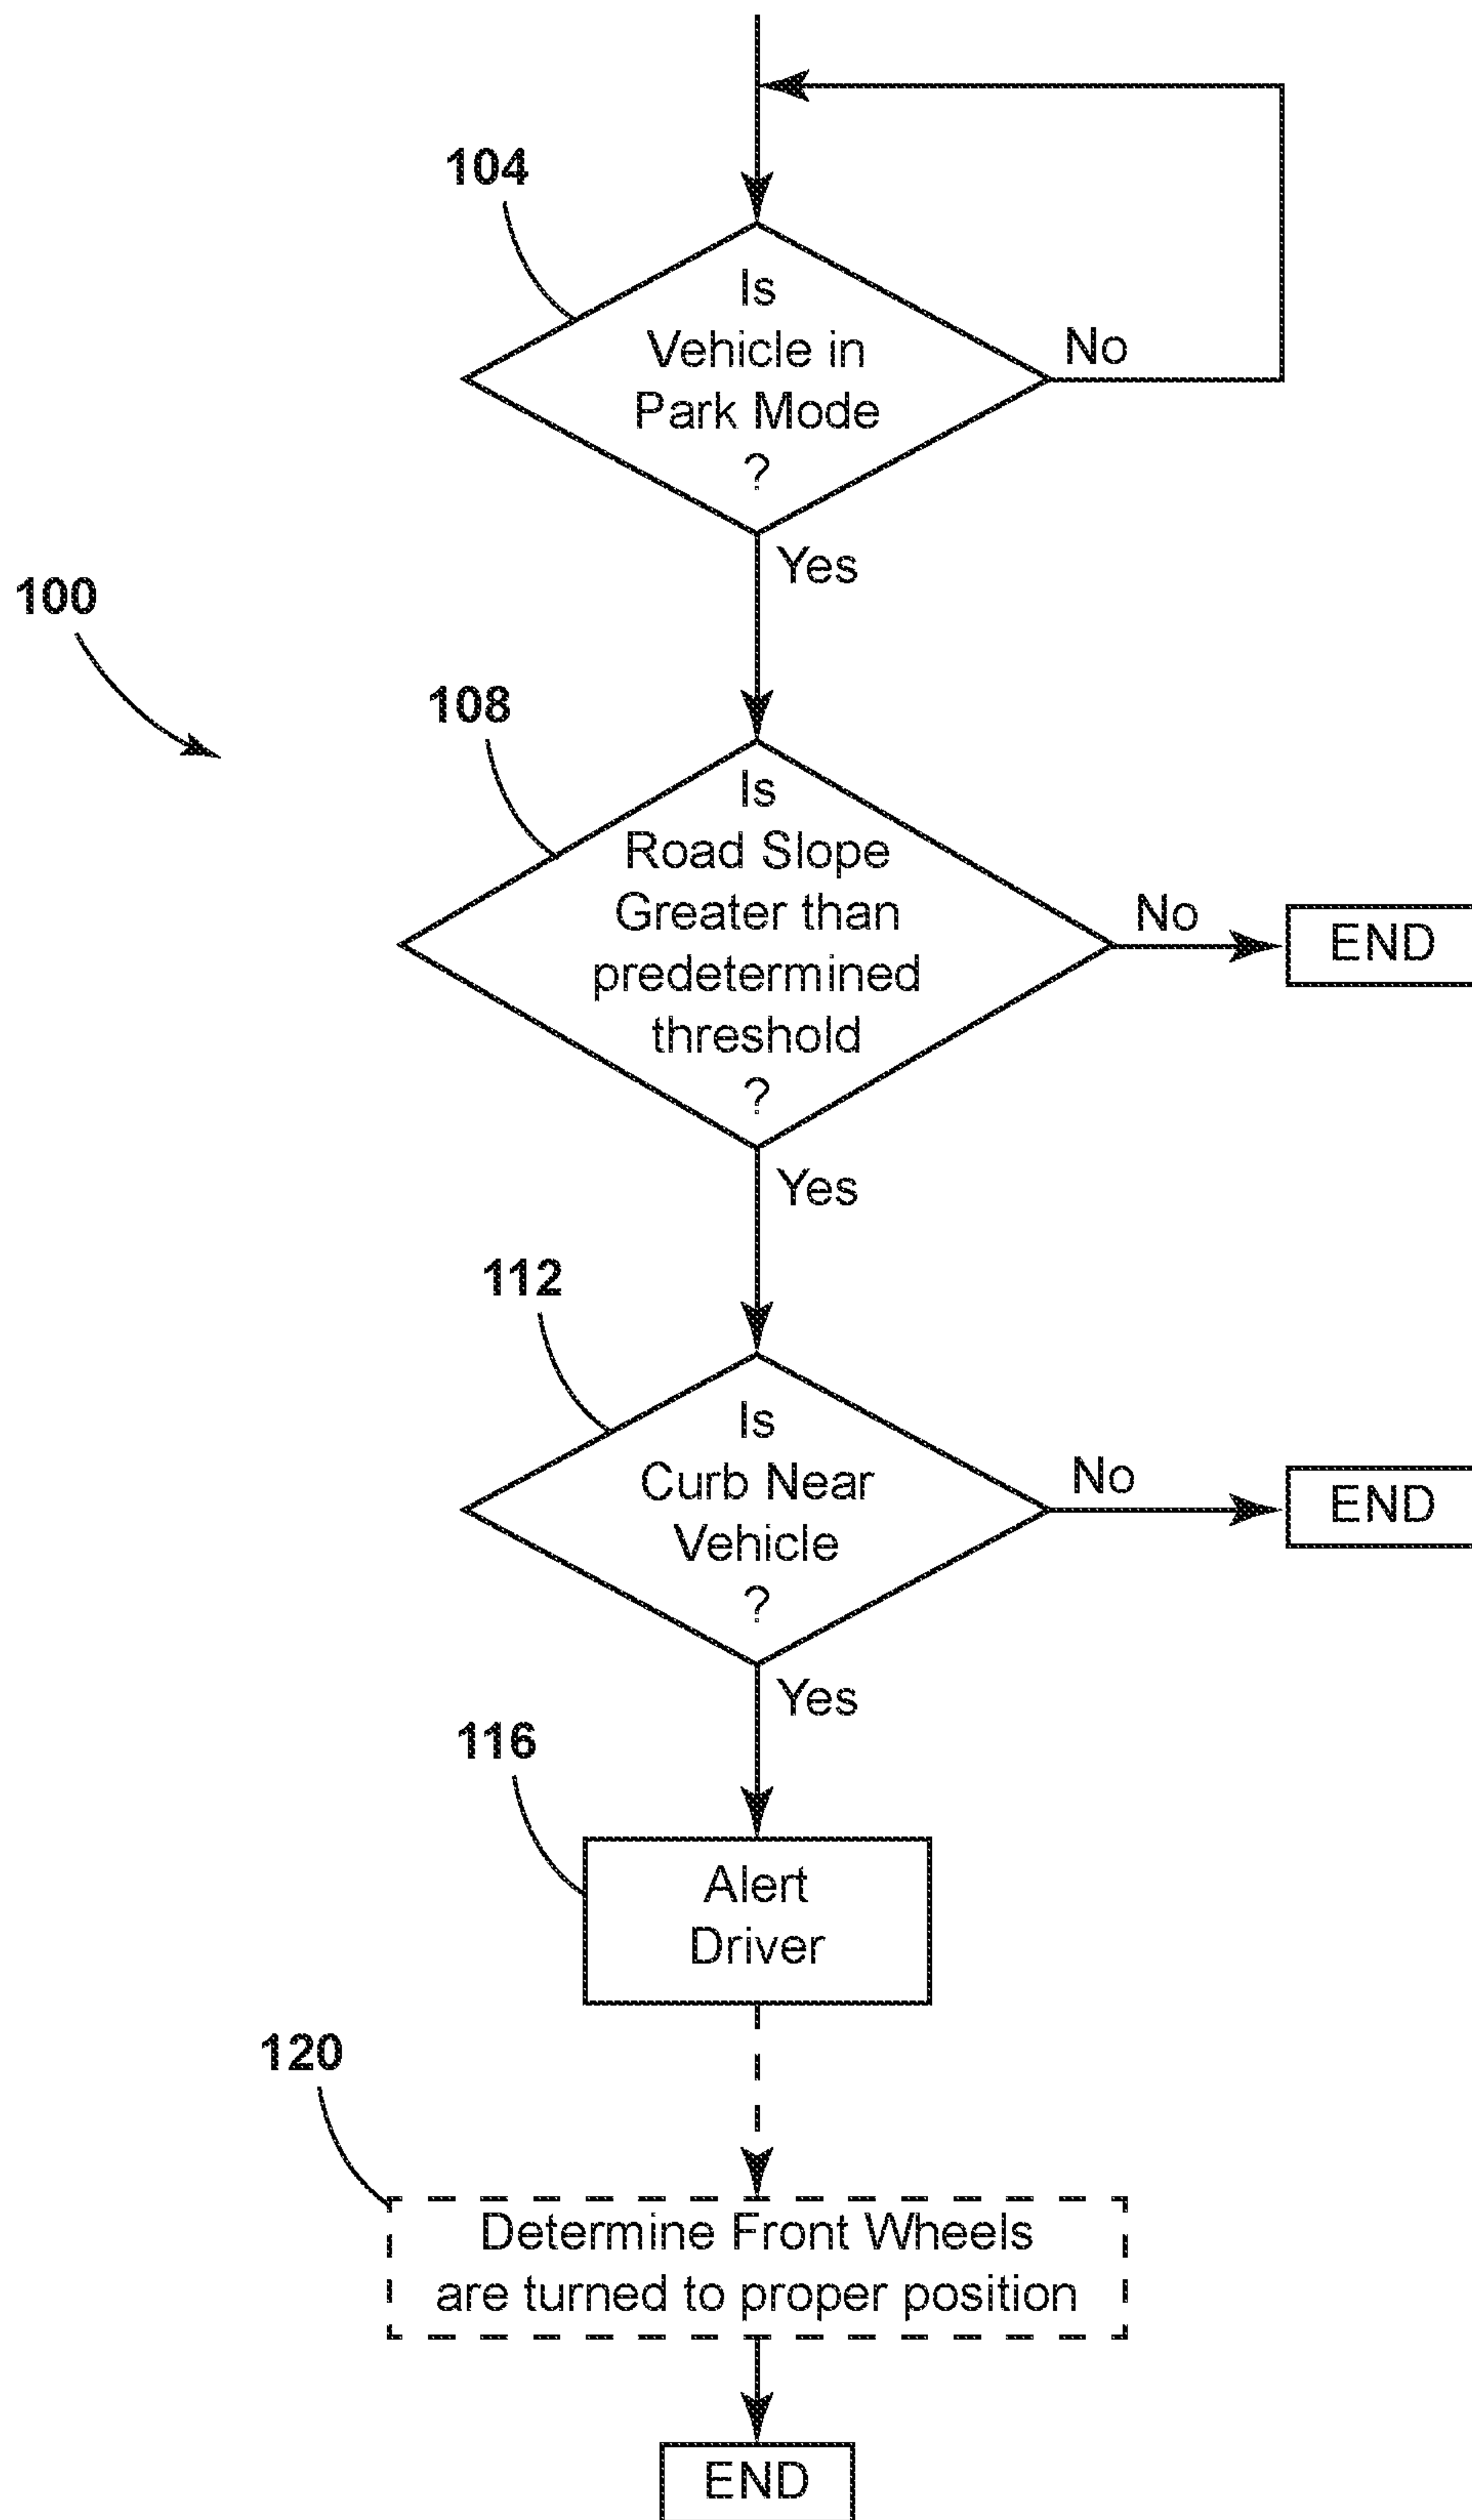 104
Is
Vehicle in
Park Mode
?
No
Yes
100
108
Is
Road Slope
Greater than
predetermined
threshold
?
No
END
Yes
112
Is
Curb Near
Vehicle
?
No
END
Yes
116
Alert
Driver
120
Determine Front Wheels
are turned to proper position
END